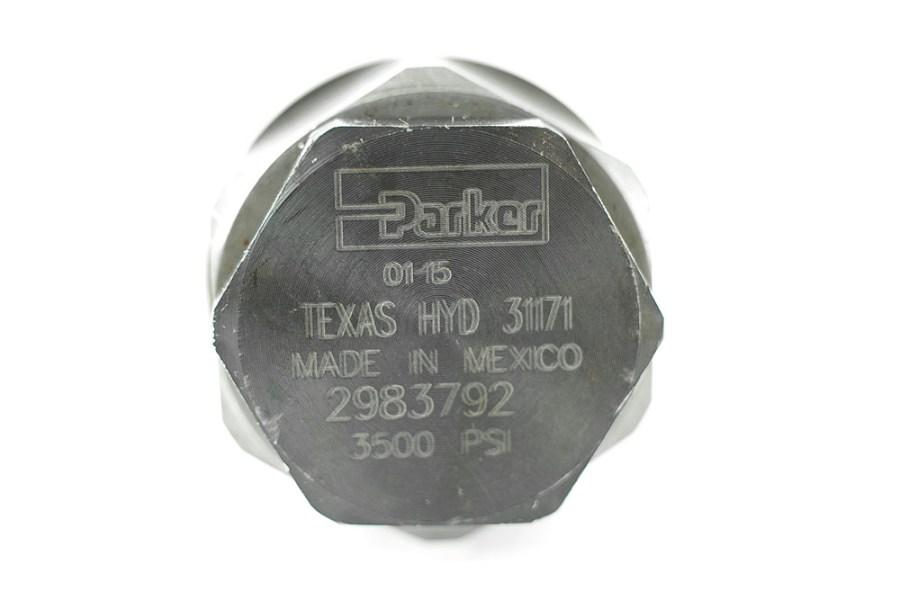 Parker
01-15
TEXAS HYD 31171
MADE IN MEXICO
2983792
3500 PSI